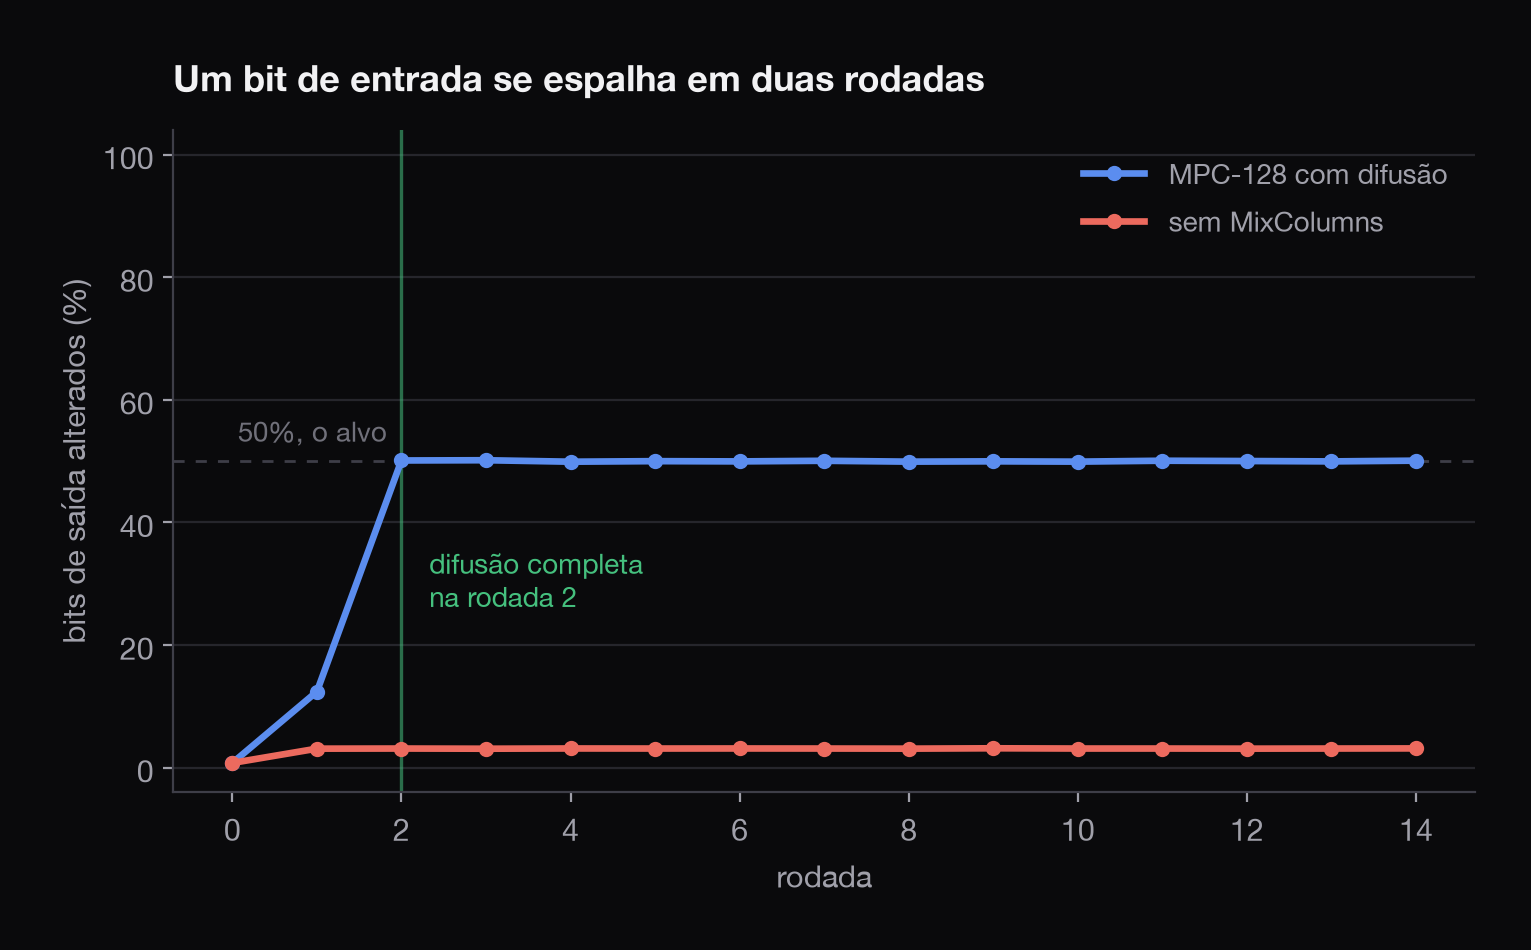 Um bit de entrada se espalha em duas rodadas
100
80
60
40
20
0
bits de saída alterados (%)
MPC-128 com difusão
sem MixColumns
50%, o alvo
difusão completa
na rodada 2
0 2 4 6 8 10 12 14
rodada